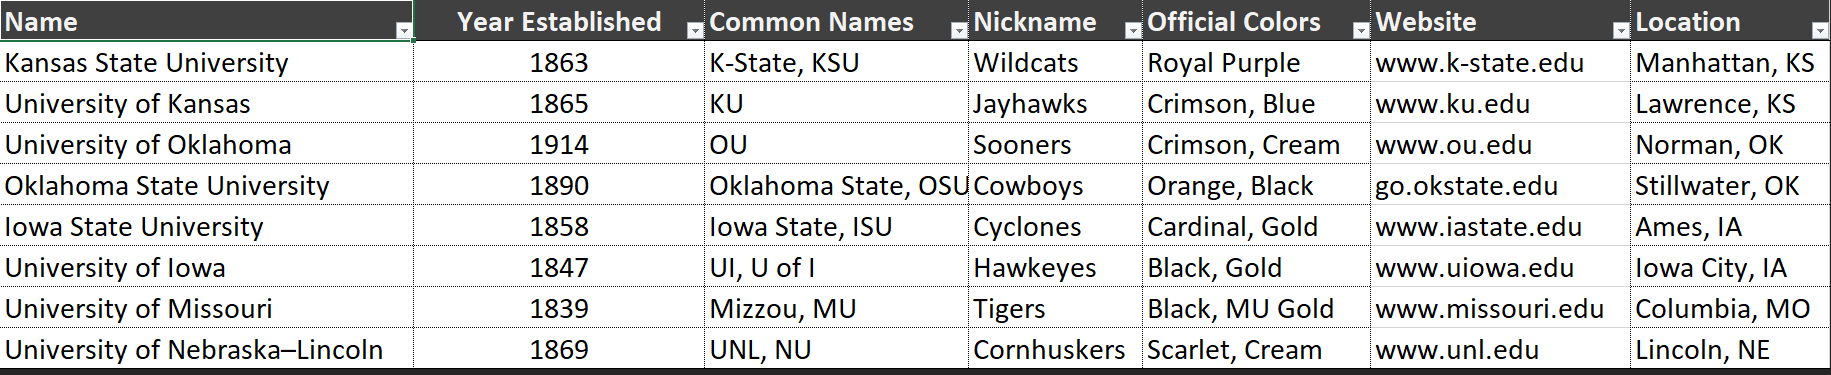 Name Year Established Common Names Nickname Official Colors Website Location
Kansas State University 1863 K-State, KSU Wildcats Royal Purple www.k-state.edu Manhattan, KS
University of Kansas 1865 KU Jayhawks Crimson, Blue www.ku.edu Lawrence, KS
University of Oklahoma 1914 OU Sooners Crimson, Cream www.ou.edu Norman, OK
Oklahoma State University 1890 Oklahoma State, OSU Cowboys Orange, Black go.okstate.edu Stillwater, OK
Iowa State University 1858 Iowa State, ISU Cyclones Cardinal, Gold www.iastate.edu Ames, IA
University of Iowa 1847 UI, U of I Hawkeyes Black, Gold www.uiowa.edu Iowa City, IA
University of Missouri 1839 Mizzou, MU Tigers Black, MU Gold www.missouri.edu Columbia, MO
University of Nebraska–Lincoln 1869 UNL, NU Cornhuskers Scarlet, Cream www.unl.edu Lincoln, NE